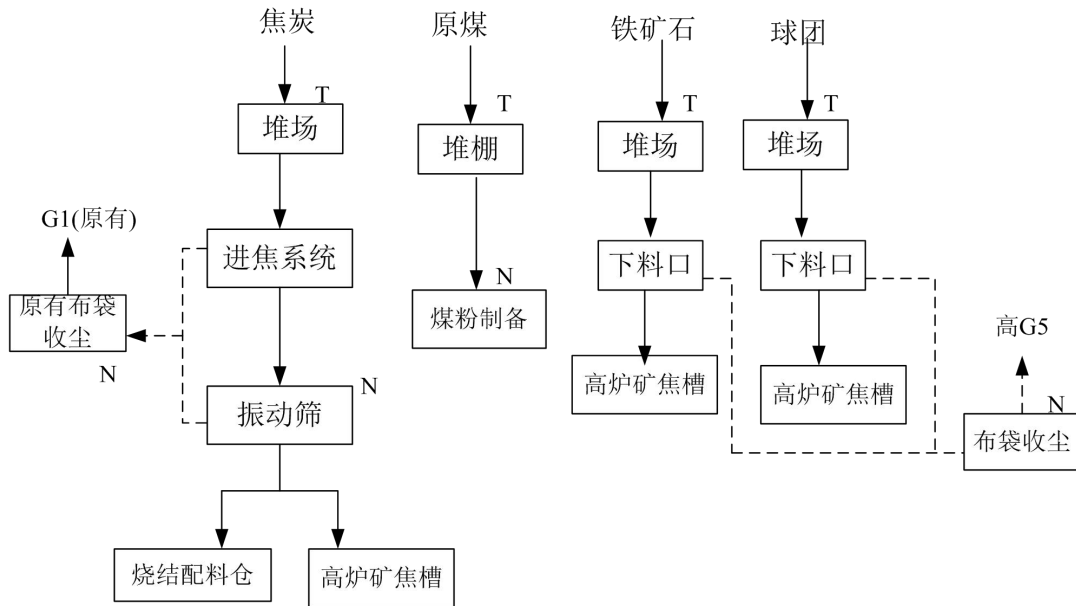 焦炭
原煤
铁矿石
球团
T
T
T
T
堆场
堆棚
堆场
堆场
G1(原有)
进焦系统
下料口
下料口
原有布袋
收尘
N
N
煤粉制备
高G5
高炉矿焦槽
高炉矿焦槽
振动筛
N
N
布袋收尘
烧结配料仓
高炉矿焦槽